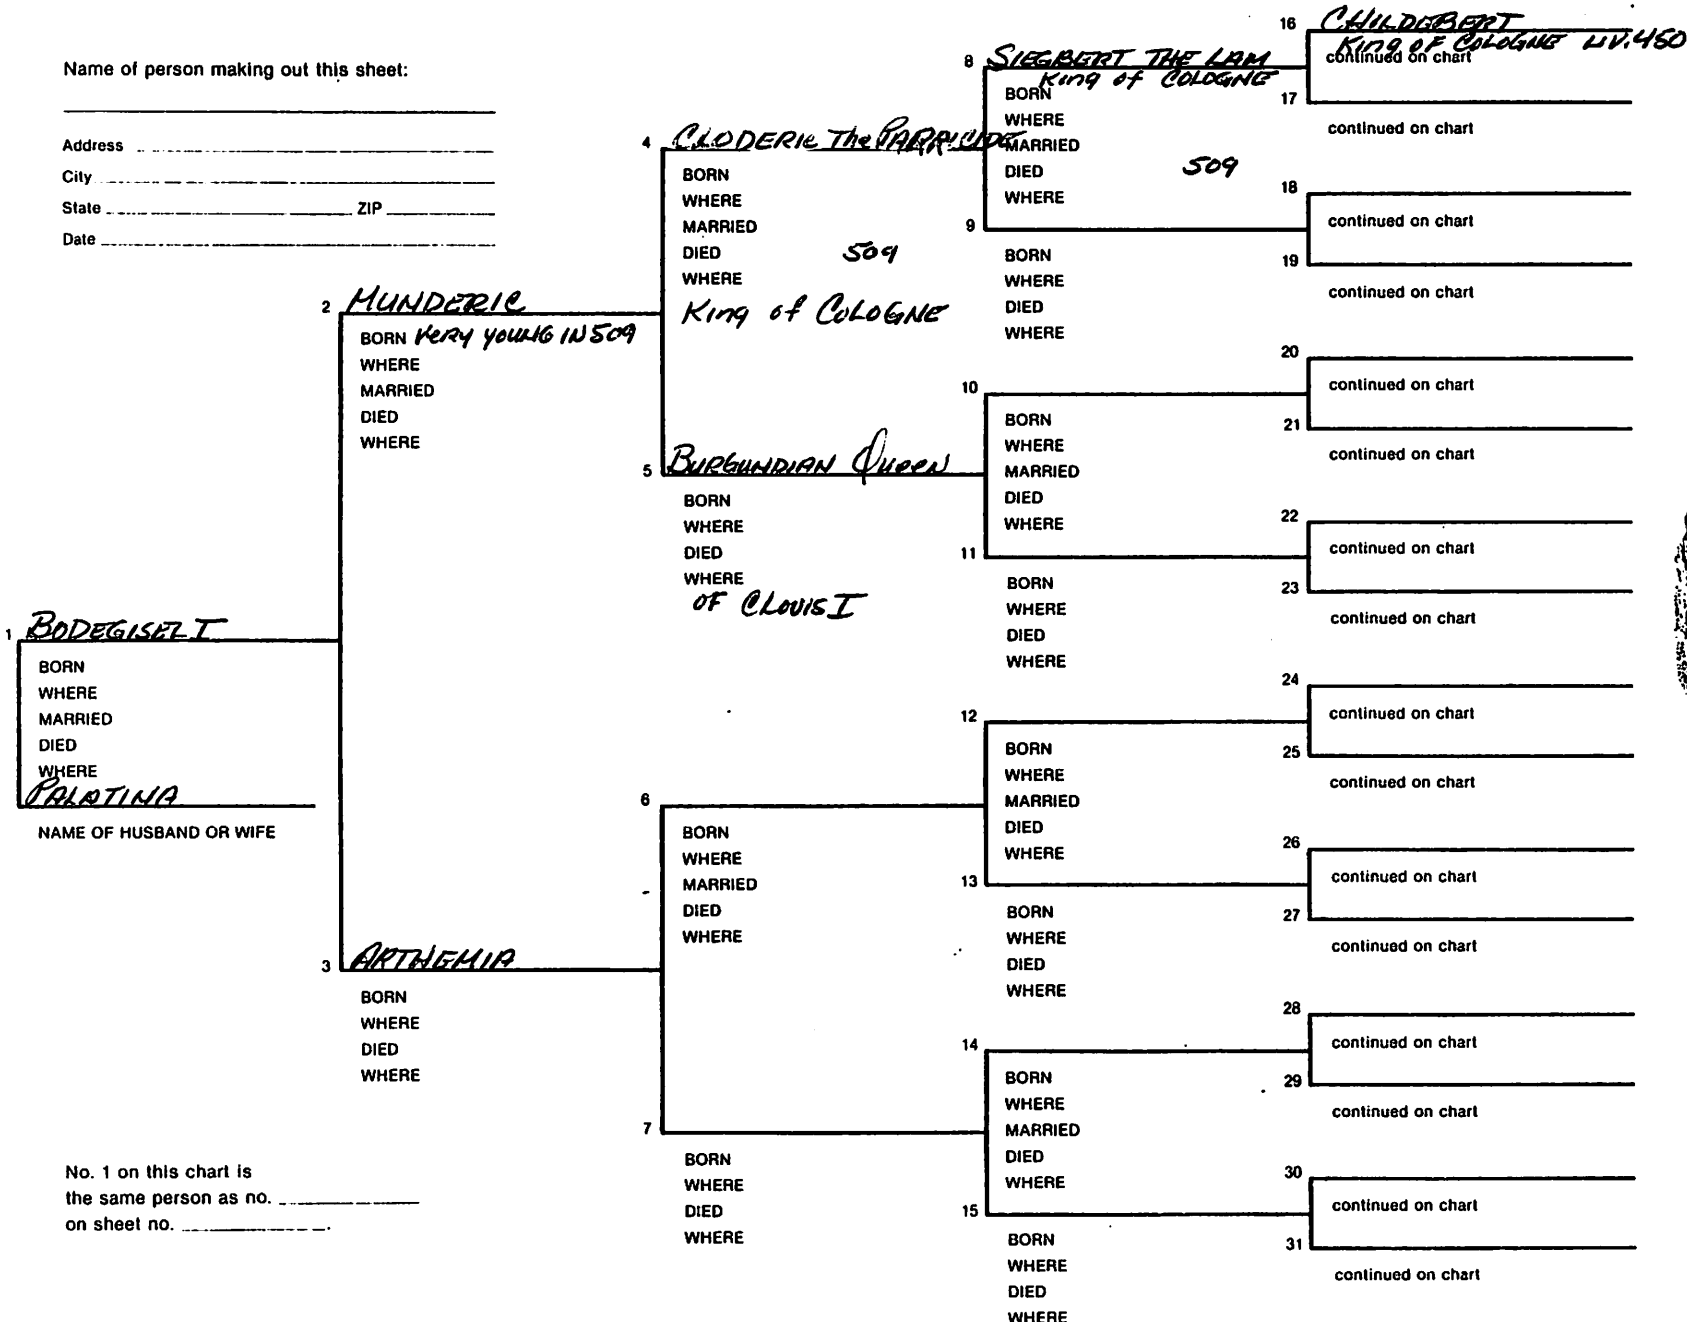 Name of person making out this sheet:
Address
City
State ZIP
Date
1 BODEGISEL I
BORN
WHERE
MARRIED
DIED
WHERE
PALATINA
NAME OF HUSBAND OR WIFE
No. 1 on this chart is
the same person as no.
on sheet no.
2 MUNDERIC
BORN VERY YOUNG IN 509
WHERE
MARRIED
DIED
WHERE
3 ARTHEMIA
BORN
WHERE
DIED
WHERE
4 CLODERIC The PARRICIDE
BORN
WHERE
MARRIED
DIED 509
WHERE
King of COLOGNE
5 BURGUNDIAN Queen
BORN
WHERE
DIED
WHERE
OF CLOVIS I
6
BORN
WHERE
MARRIED
DIED
WHERE
7
BORN
WHERE
DIED
WHERE
8 SIEGBERT THE LAM
King of COLOGNE
BORN
WHERE
MARRIED
DIED 509
WHERE
9
BORN
WHERE
DIED
WHERE
10
BORN
WHERE
MARRIED
DIED
WHERE
11
BORN
WHERE
DIED
WHERE
12
BORN
WHERE
MARRIED
DIED
WHERE
13
BORN
WHERE
DIED
WHERE
14
BORN
WHERE
MARRIED
DIED
WHERE
15
BORN
WHERE
DIED
WHERE
16 CHILDEBERT
King OF COLOGNE LIV. 450
continued on chart
17
continued on chart
18
continued on chart
19
continued on chart
20
continued on chart
21
continued on chart
22
continued on chart
23
continued on chart
24
continued on chart
25
continued on chart
26
continued on chart
27
continued on chart
28
continued on chart
29
continued on chart
30
continued on chart
31
continued on chart